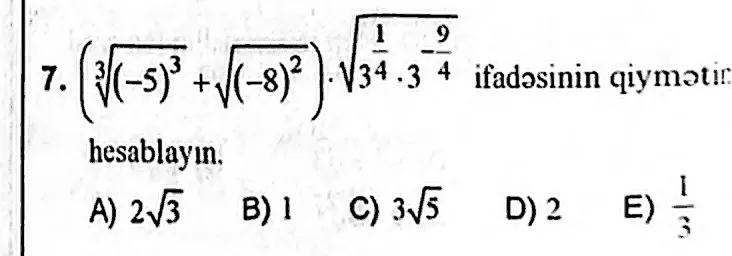 7. (∛(-5)³ + √(-8)²) · √(3^(1/4) · 3^(-9/4)) ifadəsinin qiymətin
hesablayın.
A) 2√3 B) 1 C) 3√5 D) 2 E) 1/3